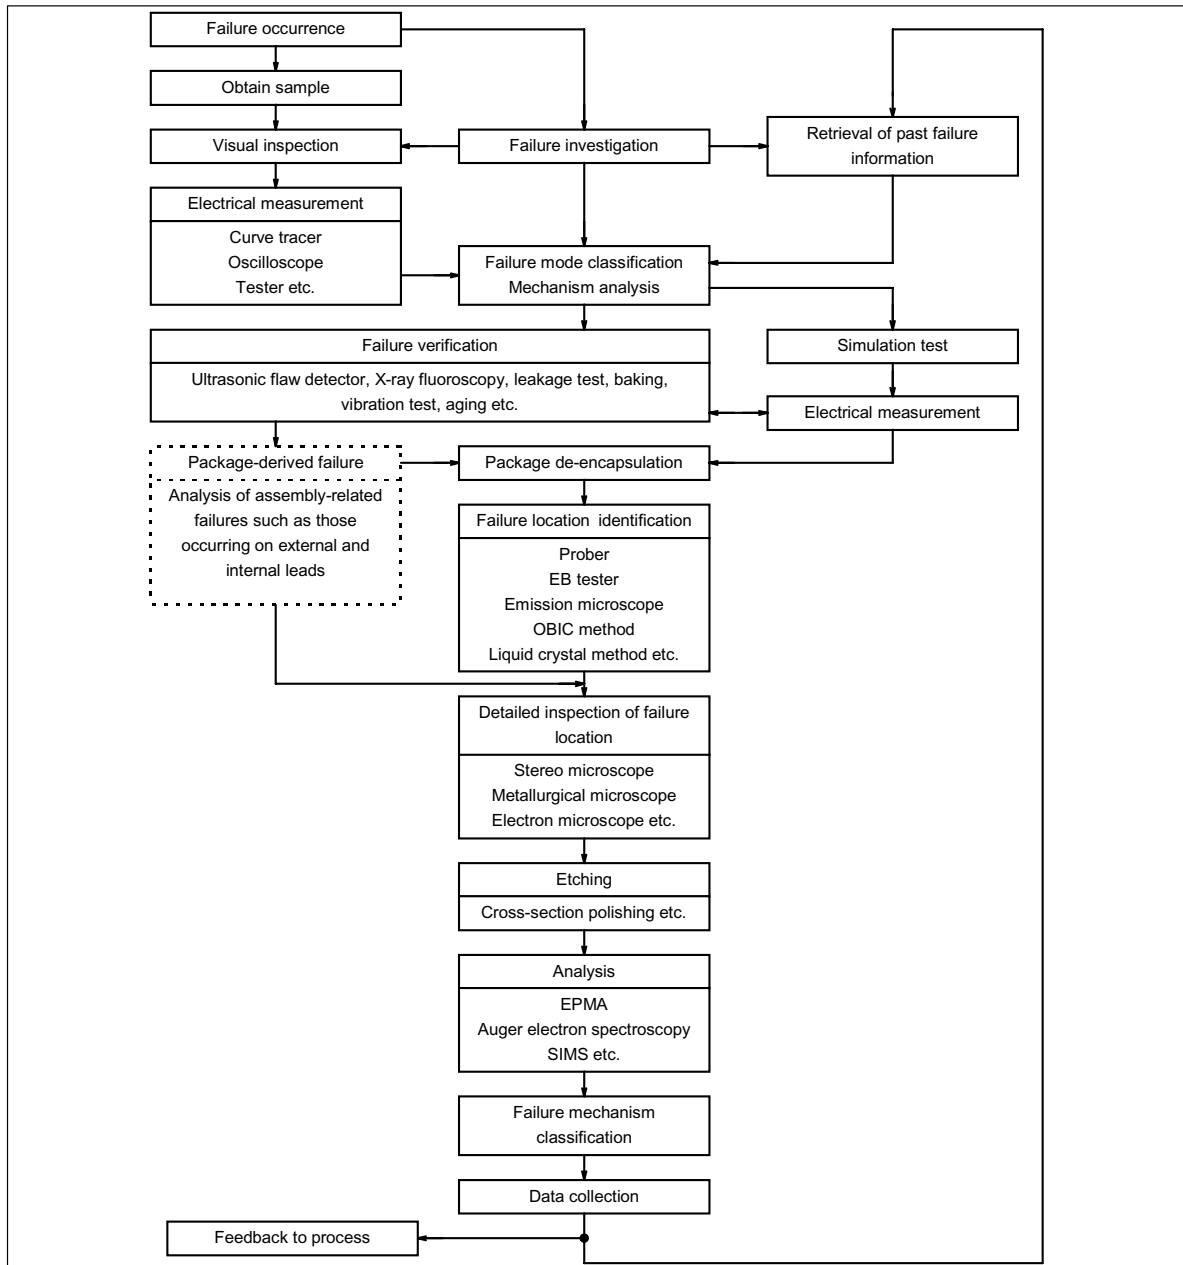 Failure occurrence
Obtain sample
Visual inspection
Failure investigation
Retrieval of past failure
information
Electrical measurement
Curve tracer
Oscilloscope
Tester etc.
Failure mode classification
Mechanism analysis
Failure verification
Ultrasonic flaw detector, X-ray fluoroscopy, leakage test, baking,
vibration test, aging etc.
Simulation test
Electrical measurement
Package-derived failure
Analysis of assembly-related
failures such as those
occurring on external and
internal leads
Package de-encapsulation
Failure location identification
Prober
EB tester
Emission microscope
OBIC method
Liquid crystal method etc.
Detailed inspection of failure
location
Stereo microscope
Metallurgical microscope
Electron microscope etc.
Etching
Cross-section polishing etc.
Analysis
EPMA
Auger electron spectroscopy
SIMS etc.
Failure mechanism
classification
Data collection
Feedback to process